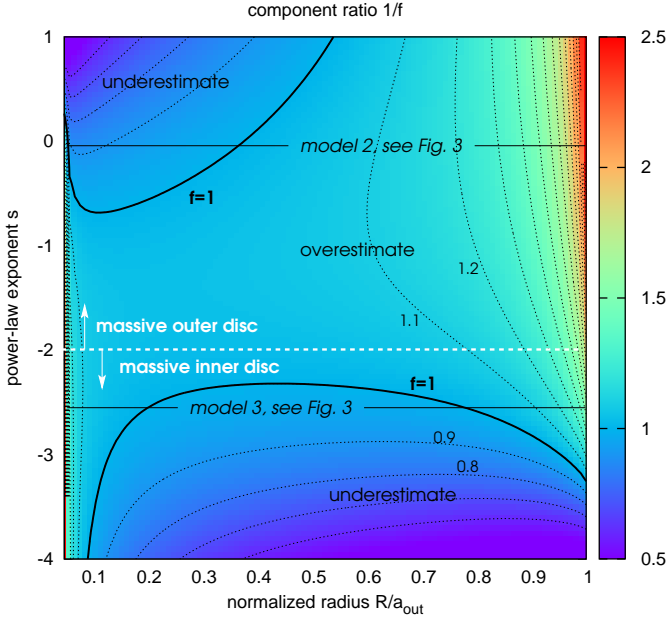 component ratio 1/f
1
0
-1
-2
-3
-4
power-law exponent s
underestimate
model 2, see Fig. 3
f=1
overestimate
1.2
1.1
massive outer disc
massive inner disc
f=1
model 3, see Fig. 3
0.9
0.8
underestimate
0.1 0.2 0.3 0.4 0.5 0.6 0.7 0.8 0.9 1
normalized radius R/aout
2.5
2
1.5
1
0.5